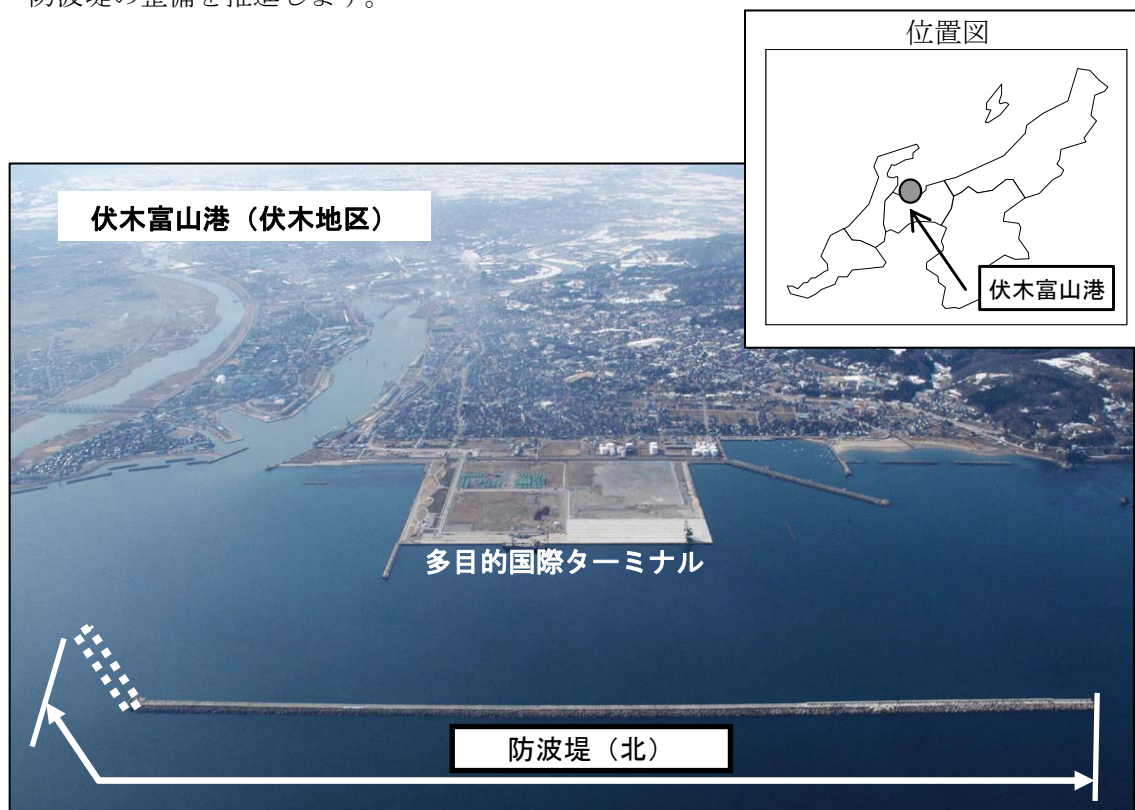 防波堤の整備を推進します。
位置図
伏木富山港
伏木富山港（伏木地区）
多目的国際ターミナル
防波堤（北）